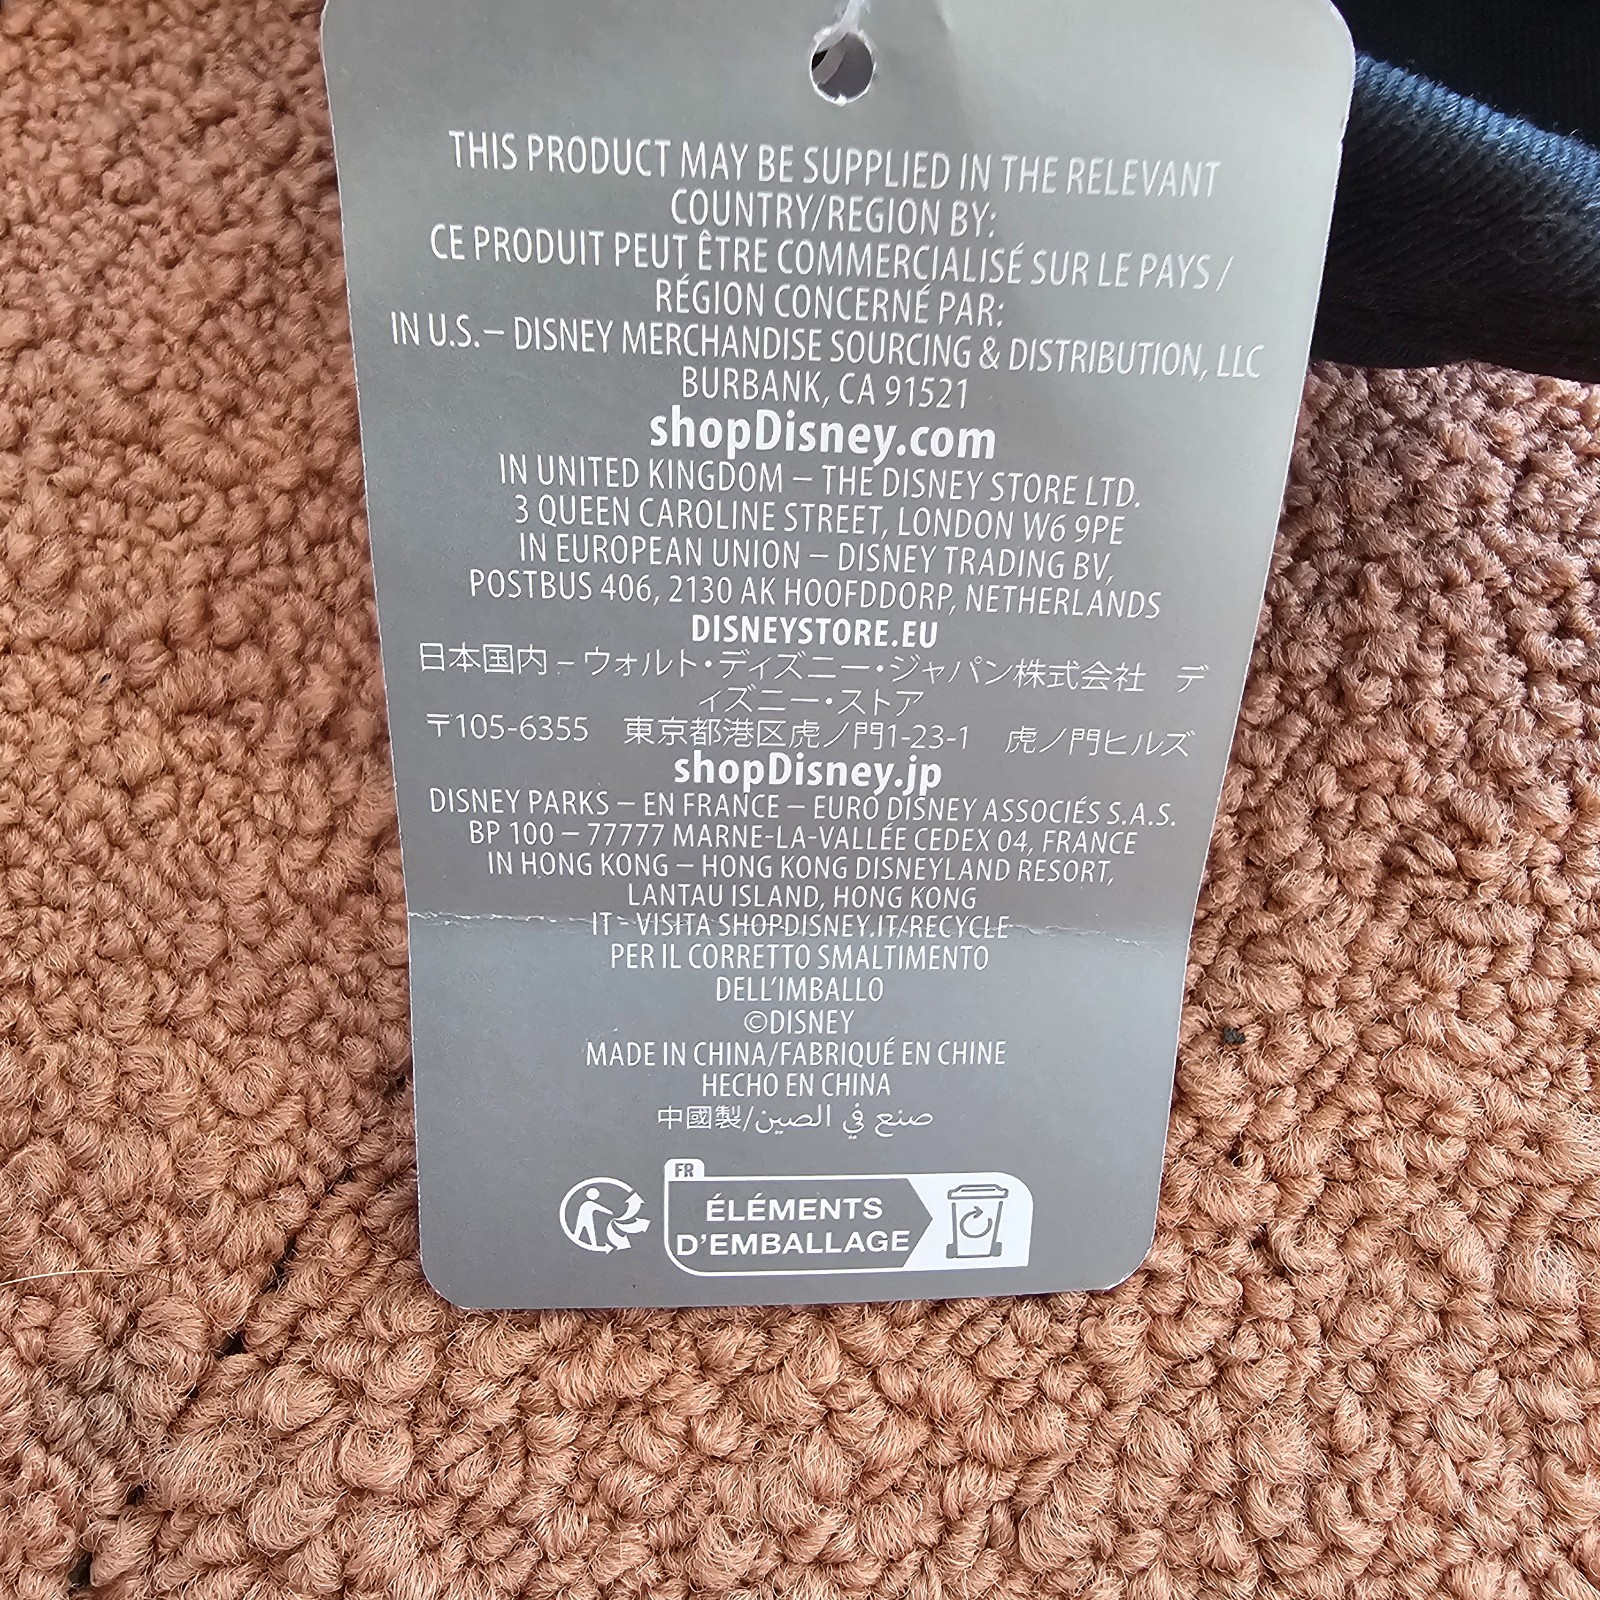 THIS PRODUCT MAY BE SUPPLIED IN THE RELEVANT
COUNTRY/REGION BY:
CE PRODUIT PEUT ÊTRE COMMERCIALISÉ SUR LE PAYS /
RÉGION CONCERNÉ PAR:
IN U.S. – DISNEY MERCHANDISE SOURCING & DISTRIBUTION, LLC
BURBANK, CA 91521
shopDisney.com
IN UNITED KINGDOM – THE DISNEY STORE LTD.
3 QUEEN CAROLINE STREET, LONDON W6 9PE
IN EUROPEAN UNION – DISNEY TRADING BV,
POSTBUS 406, 2130 AK HOOFDDORP, NETHERLANDS
DISNEYSTORE.EU
日本国内 – ウォルト・ディズニー・ジャパン株式会社　デ
ィズニー・ストア
〒105-6355　東京都港区虎ノ門1-23-1　虎ノ門ヒルズ
shopDisney.jp
DISNEY PARKS – EN FRANCE – EURO DISNEY ASSOCIÉS S.A.S.
BP 100 – 77777 MARNE-LA-VALLÉE CEDEX 04, FRANCE
IN HONG KONG – HONG KONG DISNEYLAND RESORT,
LANTAU ISLAND, HONG KONG
IT - VISITA SHOPDISNEY.IT/RECYCLE
PER IL CORRETTO SMALTIMENTO
DELL'IMBALLO
©DISNEY
MADE IN CHINA/FABRIQUÉ EN CHINE
HECHO EN CHINA
中國製/صنع في الصين
FR
ÉLÉMENTS
D'EMBALLAGE